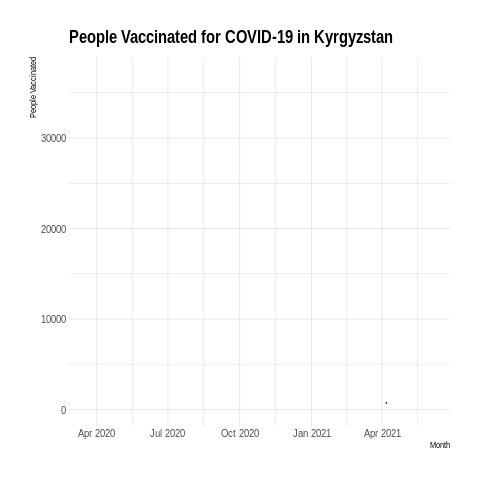 People Vaccinated for COVID-19 in Kyrgyzstan
People Vaccinated
30000
20000
10000
0
Apr 2020 Jul 2020 Oct 2020 Jan 2021 Apr 2021
Month